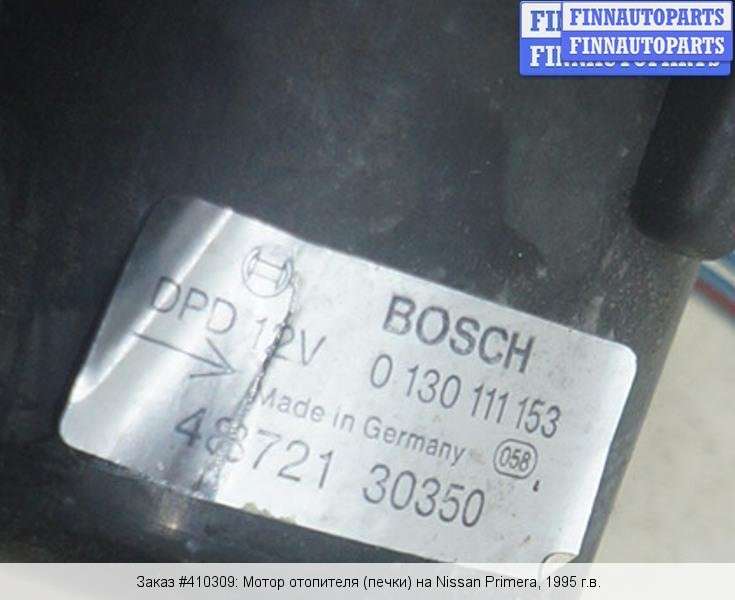 FINNAUTOPARTS
FINNAUTOPARTS
BOSCH
DPD 12V
0 130 111 153
Made in Germany
058
30350
Заказ #410309: Мотор отопителя (печки) на Nissan Primera, 1995 г.в.